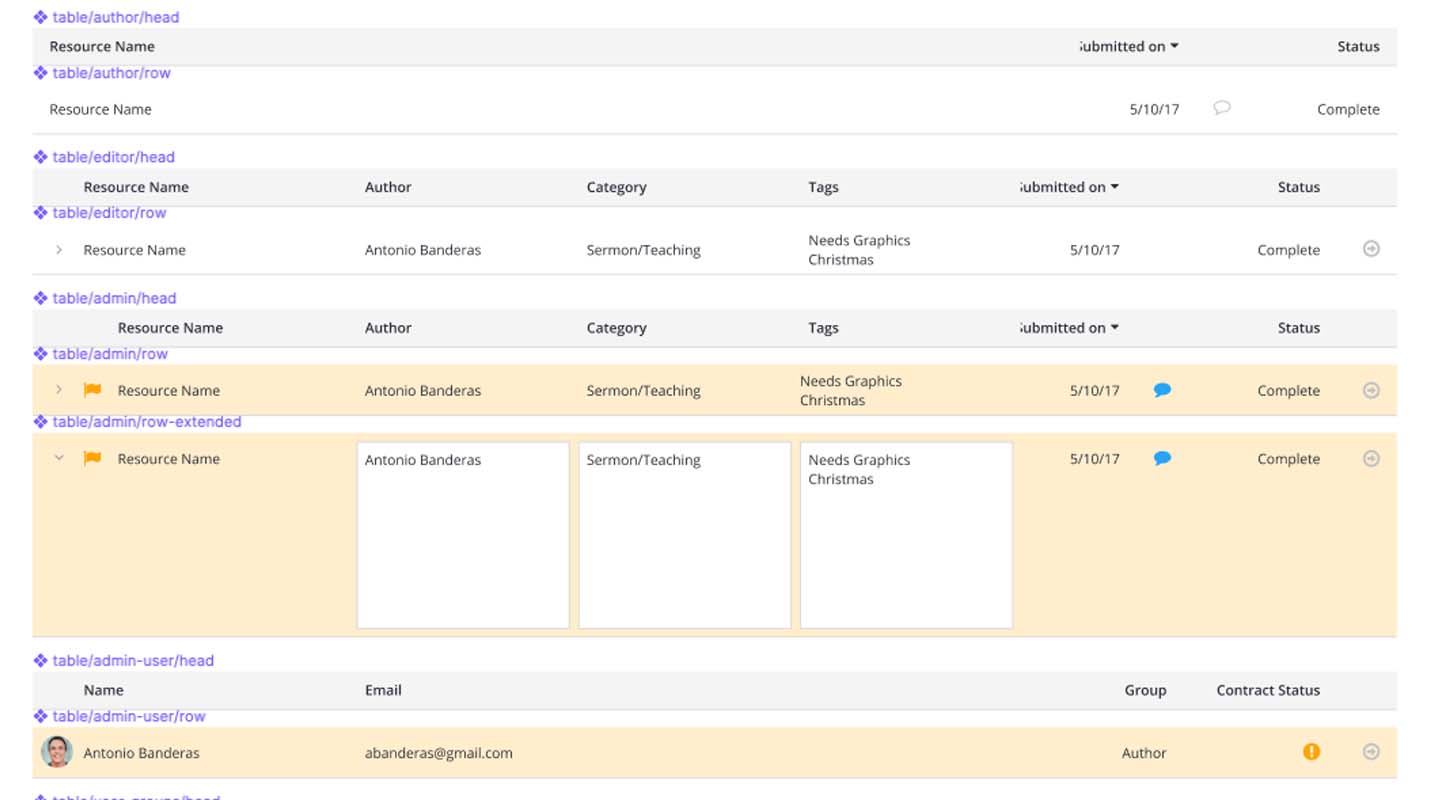 table/author/head
Resource Name ubmitted on Status
table/author/row
Resource Name 5/10/17 Complete
table/editor/head
Resource Name Author Category Tags ubmitted on Status
table/editor/row
Resource Name Antonio Banderas Sermon/Teaching Needs Graphics 5/10/17 Complete
Christmas
table/admin/head
Resource Name Author Category Tags ubmitted on Status
table/admin/row
Resource Name Antonio Banderas Sermon/Teaching Needs Graphics 5/10/17 Complete
Christmas
table/admin/row-extended
Resource Name Antonio Banderas Sermon/Teaching Needs Graphics 5/10/17 Complete
Christmas
table/admin-user/head
Name Email Group Contract Status
table/admin-user/row
Antonio Banderas abanderas@gmail.com Author